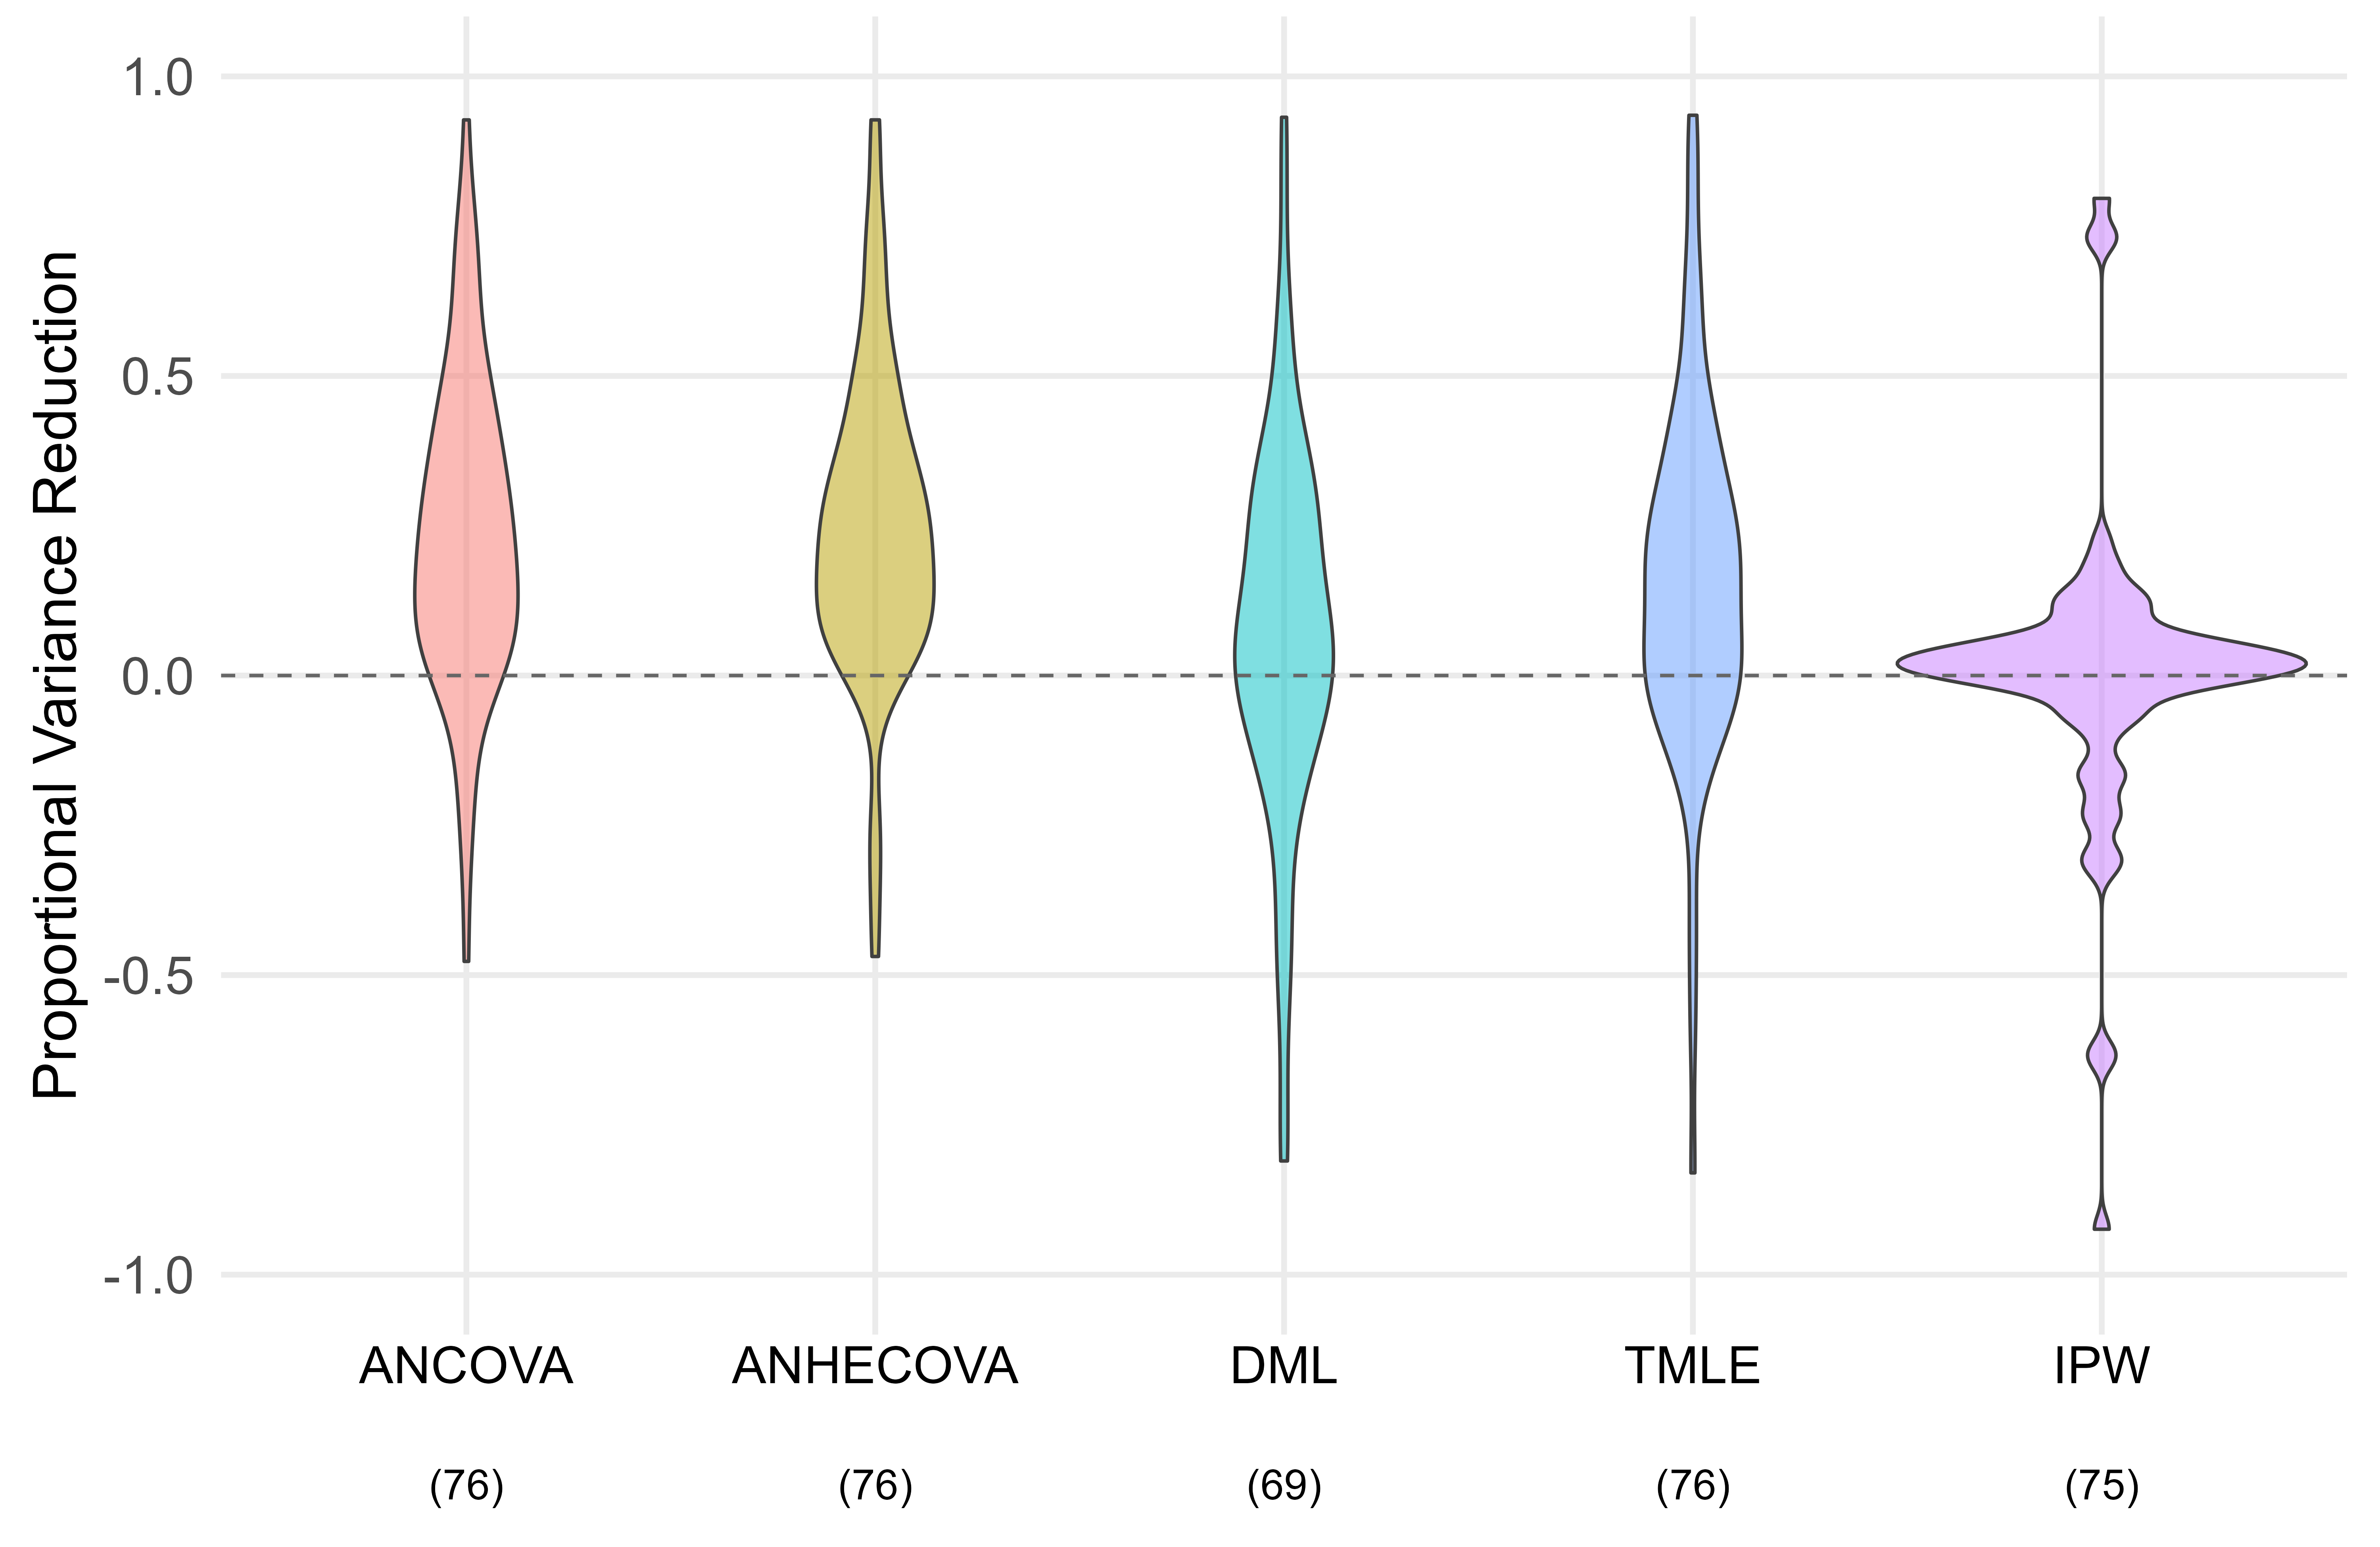 Proportional Variance Reduction
1.0
0.5
0.0
-0.5
-1.0
ANCOVA ANHECOVA DML TMLE IPW
(76) (76) (69) (76) (75)